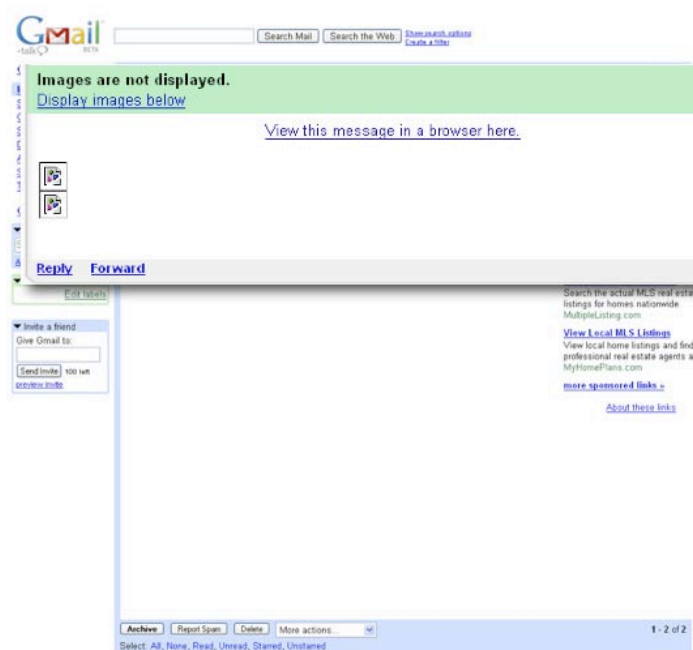 Gmail
-talk BETA
Search Mail Search the Web Show search options
Create a filter
Images are not displayed.
Display images below
View this message in a browser here.
Reply Forward
Edit labels
Invite a friend
Give Gmail to:
Send Invite 100 left
preview invite
Search the actual MLS real esta
listings for homes nationwide.
MultipleListing.com
View Local MLS Listings
View local home listings and find
professional real estate agents a
MyHomePlans.com
more sponsored links »
About these links
Archive Report Spam Delete More actions... 1 - 2 of 2
Select: All, None, Read, Unread, Starred, Unstarred